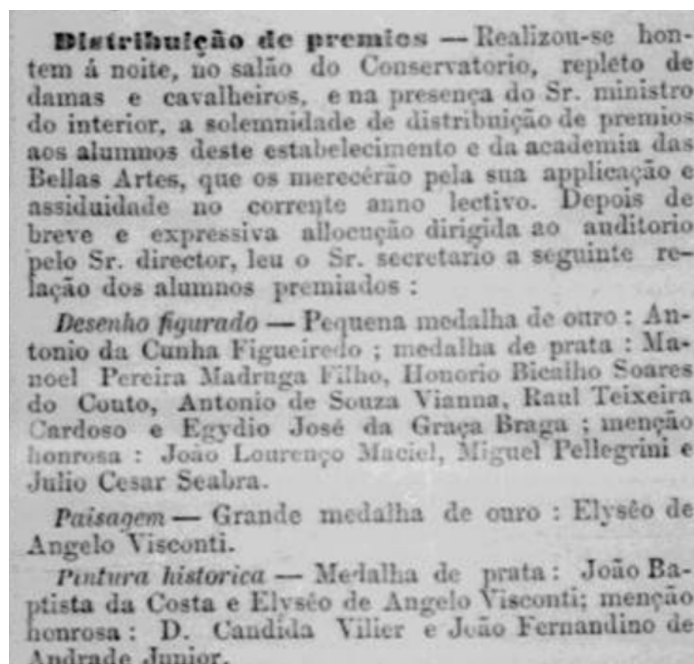 Distribuição de premios — Realizou-se hon-
tem á noite, no salão do Conservatorio, repleto de
damas e cavalheiros, e na presença do Sr. ministro
do interior, a solemnidade de distribuição de premios
aos alumnos deste estabelecimento e da academia das
Bellas Artes, que os merecêrão pela sua applicação e
assiduidade no corrente anno lectivo. Depois de
breve e expressiva allocução dirigida ao auditorio
pelo Sr. director, leu o Sr. secretario a seguinte re-
lação dos alumnos premiados :
Desenho figurado — Pequena medalha de ouro : An-
tonio da Cunha Figueiredo ; medalha de prata : Ma-
noel Pereira Madruga Filho, Honorio Bicalho Soares
do Couto, Antonio de Souza Vianna, Raul Teixeira
Cardoso e Egydio José da Graça Braga ; menção
honrosa : João Lourenço Maciel, Miguel Pellegrini e
Julio Cesar Seabra.
Paisagem — Grande medalha de ouro : Elysêo de
Angelo Visconti.
Pintura historica — Medalha de prata : João Ba-
ptista da Costa e Elysêo de Angelo Visconti; menção
honrosa : D. Candida Vilier e João Fernandino de
Andrade Junior.